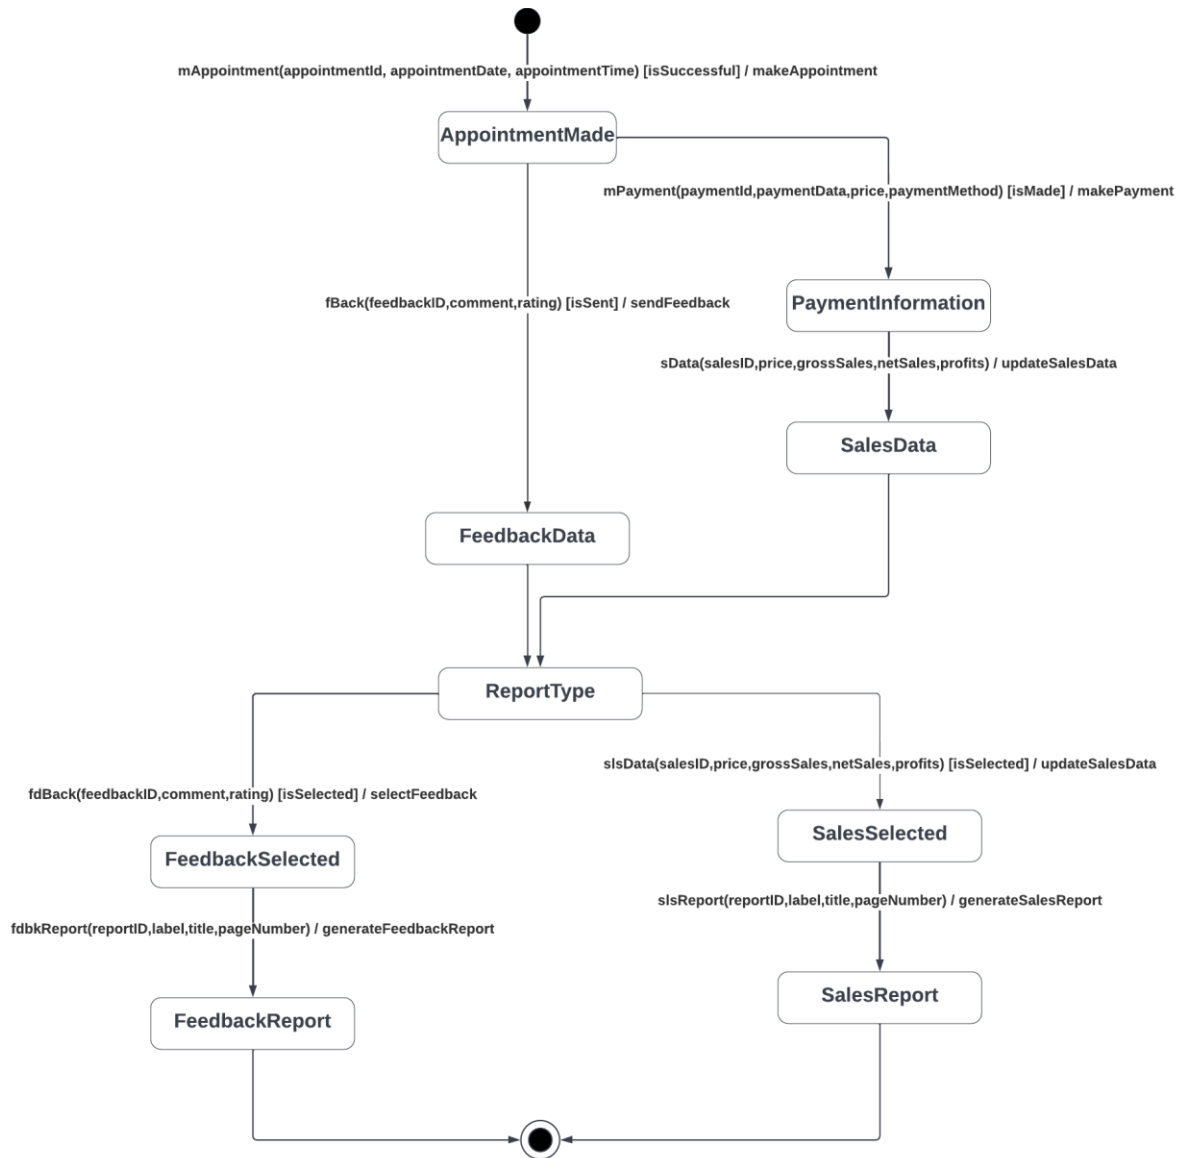 mAppointment(appointmentId, appointmentDate, appointmentTime) [isSuccessful] / makeAppointment
AppointmentMade
mPayment(paymentId,paymentData,price,paymentMethod) [isMade] / makePayment
fBack(feedbackID,comment,rating) [isSent] / sendFeedback
PaymentInformation
sData(salesID,price,grossSales,netSales,profits) / updateSalesData
SalesData
FeedbackData
ReportType
slsData(salesID,price,grossSales,netSales,profits) [isSelected] / updateSalesData
fdBack(feedbackID,comment,rating) [isSelected] / selectFeedback
SalesSelected
FeedbackSelected
slsReport(reportID,label,title,pageNumber) / generateSalesReport
fdbkReport(reportID,label,title,pageNumber) / generateFeedbackReport
SalesReport
FeedbackReport